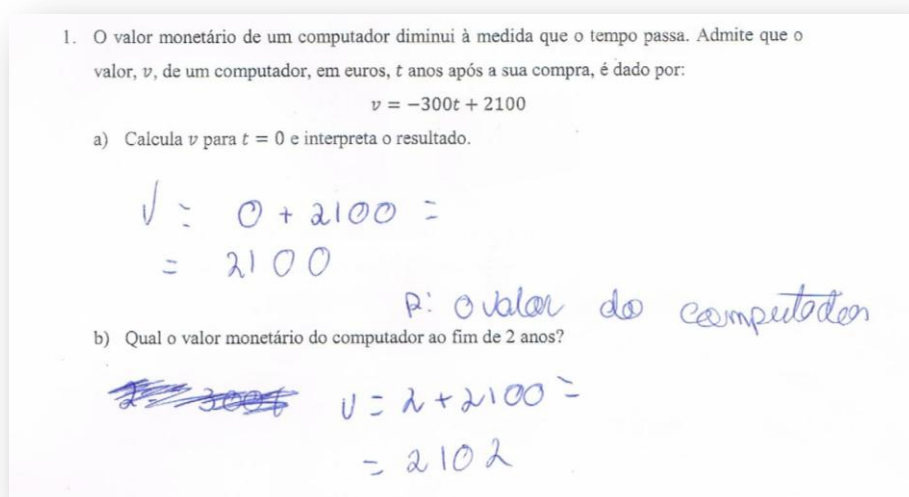 1. O valor monetário de um computador diminui à medida que o tempo passa. Admite que o
valor, v, de um computador, em euros, t anos após a sua compra, é dado por:
v = −300t + 2100
a) Calcula v para t = 0 e interpreta o resultado.
V = 0 + 2100 =
= 2100
R: O valor do computador
b) Qual o valor monetário do computador ao fim de 2 anos?
v = 2 + 2100 =
= 2102